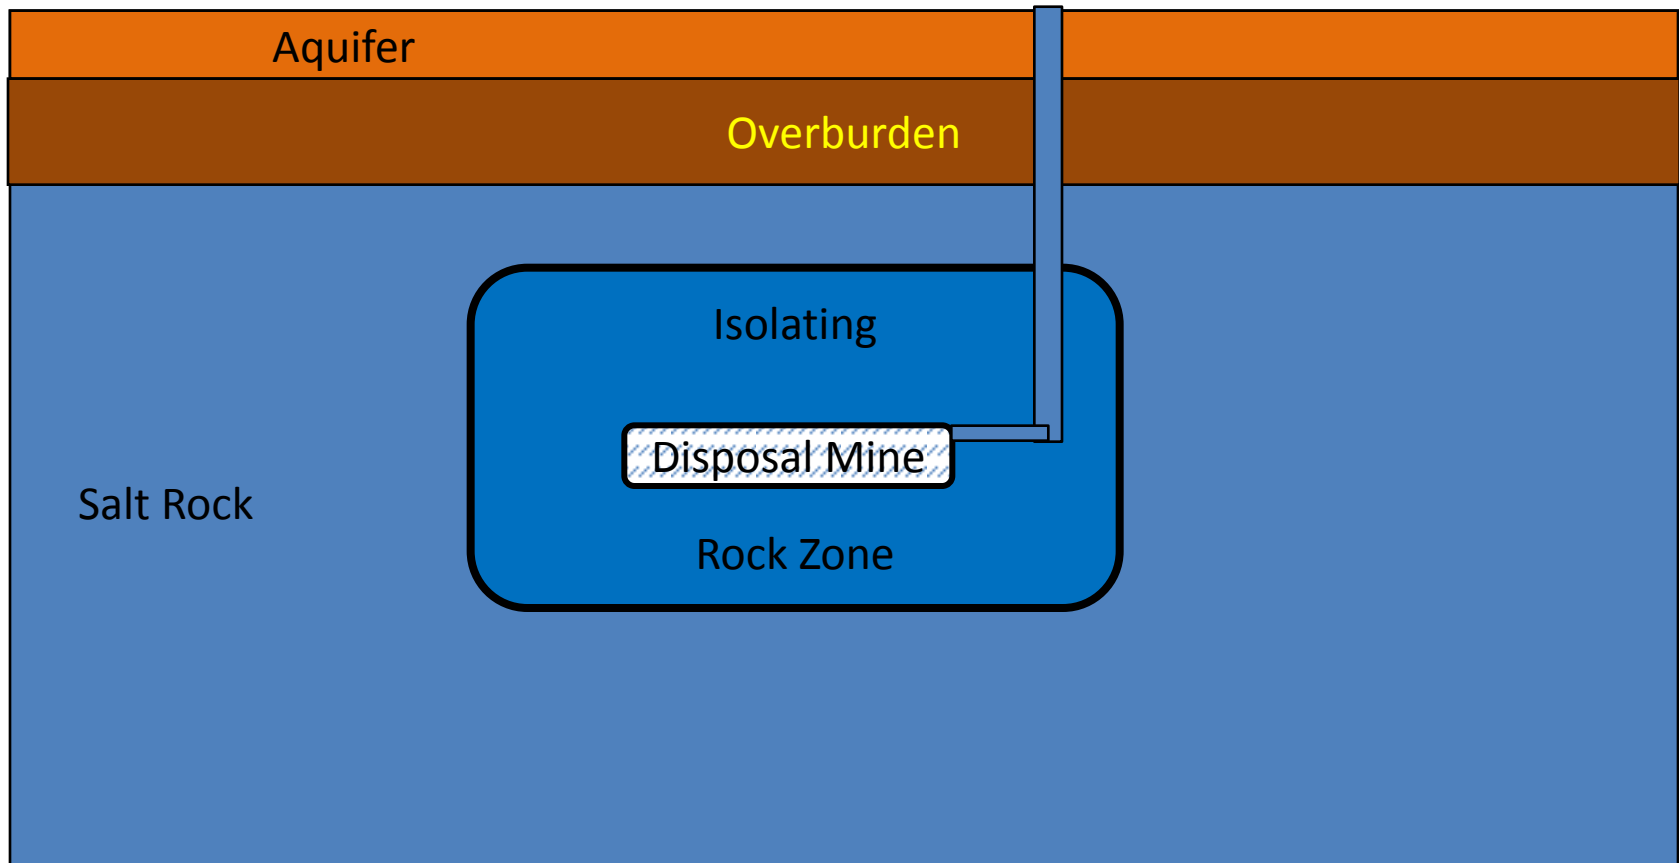 Aquifer
Overburden
Isolating
Disposal Mine
Salt Rock
Rock Zone